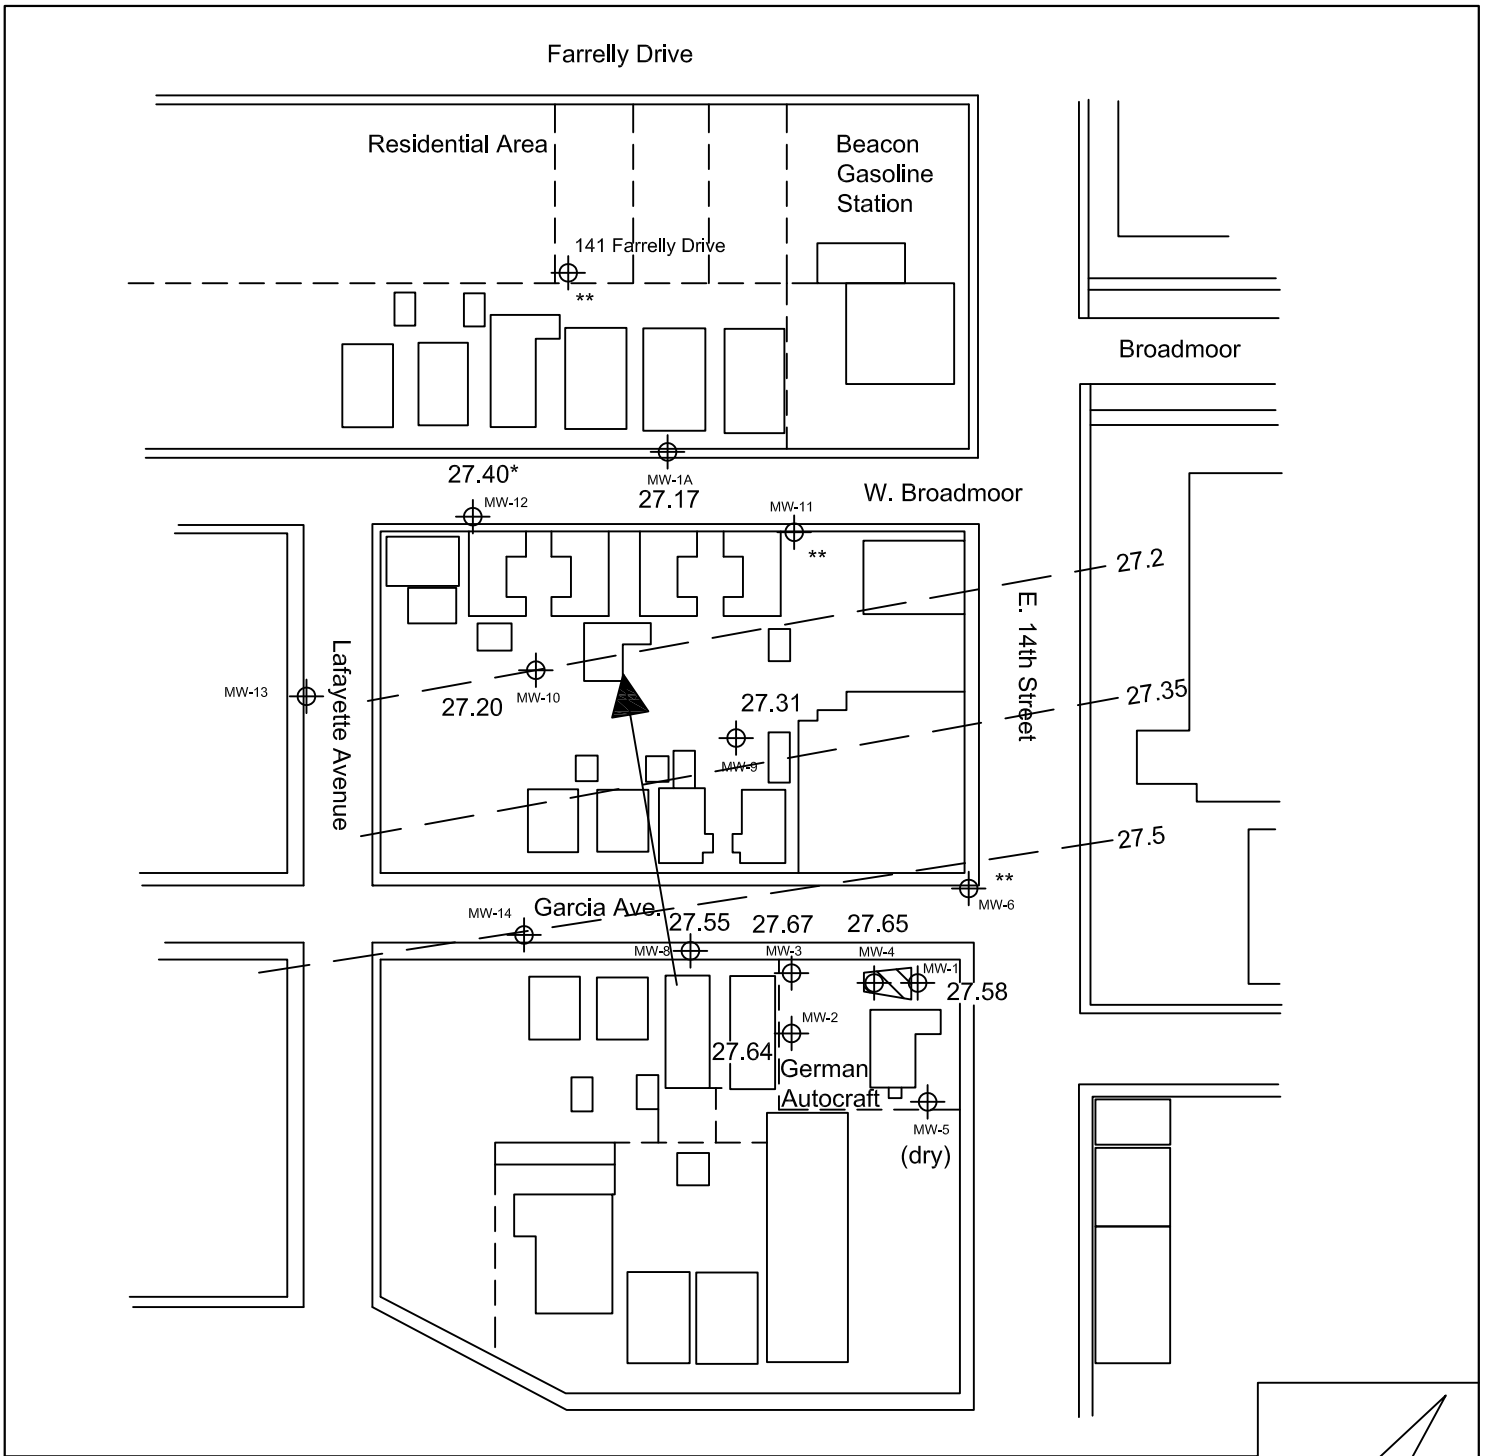 Farrelly Drive
Residential Area
Beacon
Gasoline
Station
141 Farrelly Drive
**
Broadmoor
27.40*
MW-12
MW-1A
27.17
W. Broadmoor
MW-11
**
27.2
E. 14th Street
Lafayette Avenue
MW-13
27.20
MW-10
27.31
27.35
MW-9
27.5
**
MW-6
MW-14
Garcia Ave.
27.55
27.67
27.65
MW-8
MW-3
MW-4
MW-1
27.58
MW-2
27.64
German
Autocraft
MW-5
(dry)